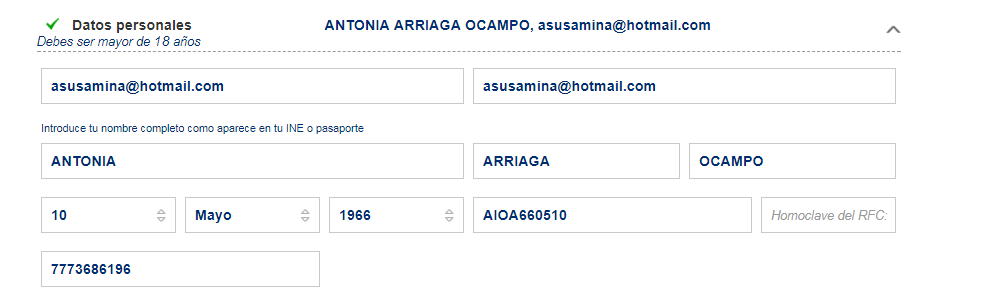 Datos personales
ANTONIA ARRIAGA OCAMPO, asusamina@hotmail.com
Debes ser mayor de 18 años
asusamina@hotmail.com asusamina@hotmail.com
Introduce tu nombre completo como aparece en tu INE o pasaporte
ANTONIA ARRIAGA OCAMPO
10 Mayo 1966 AIOA660510 Homoclave del RFC:
7773686196